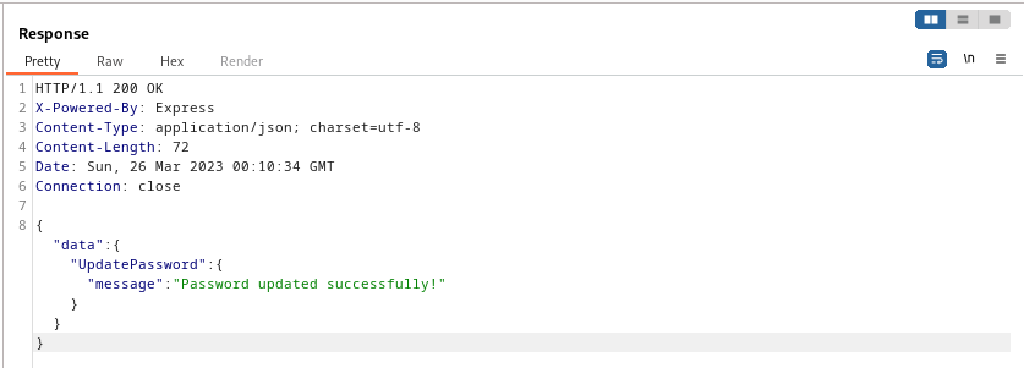 Response
Pretty Raw Hex Render
\n
1 HTTP/1.1 200 OK
2 X-Powered-By: Express
3 Content-Type: application/json; charset=utf-8
4 Content-Length: 72
5 Date: Sun, 26 Mar 2023 00:10:34 GMT
6 Connection: close
7
8 {
"data":{
"UpdatePassword":{
"message":"Password updated successfully!"
}
}
}